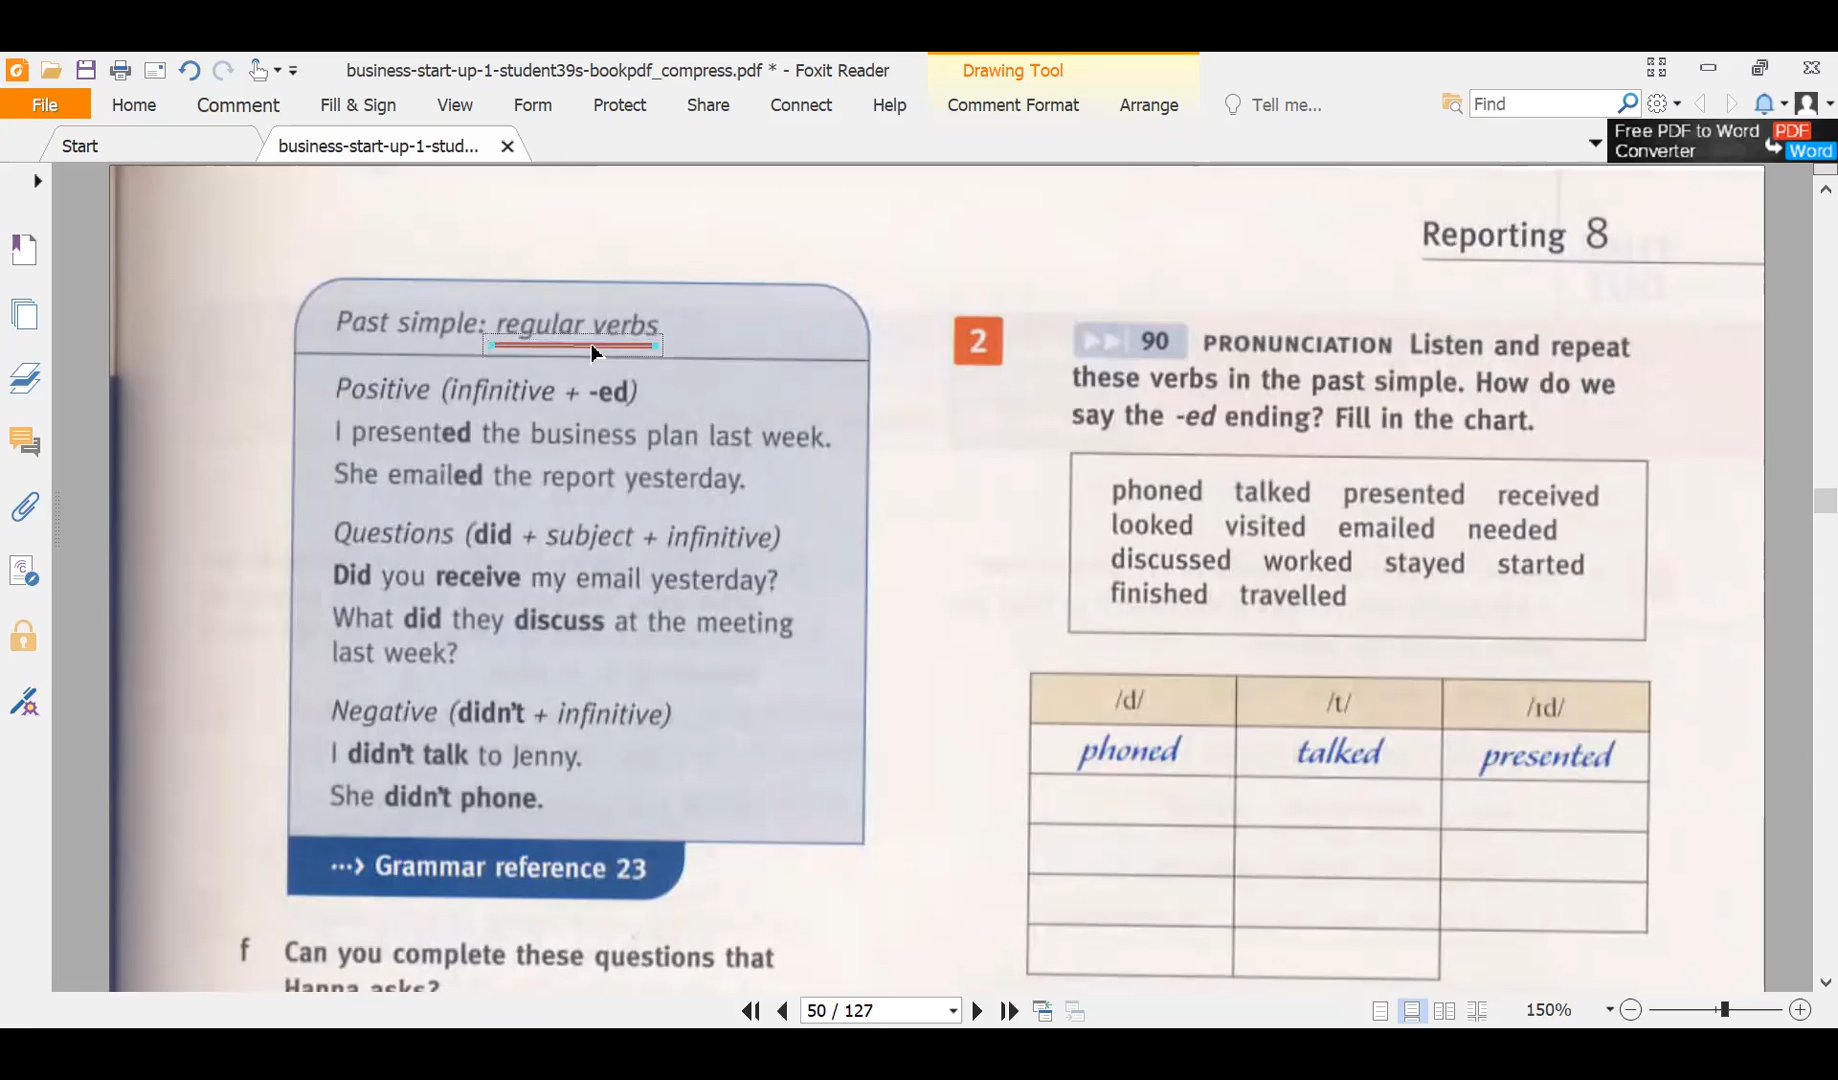 business-start-up-1-student39s-bookpdf_compress.pdf * - Foxit Reader
Drawing Tool
File Home Comment Fill & Sign View Form Protect Share Connect Help Comment Format Arrange Tell me... Find
Start
business-start-up-1-stud...
Free PDF to Word Converter
PDF
Word
Reporting 8
Past simple: regular verbs
Positive (infinitive + -ed)
I presented the business plan last week.
She emailed the report yesterday.
Questions (did + subject + infinitive)
Did you receive my email yesterday?
What did they discuss at the meeting
last week?
Negative (didn't + infinitive)
I didn't talk to Jenny.
She didn't phone.
Grammar reference 23
f Can you complete these questions that
Hanna asks?
2 90 PRONUNCIATION Listen and repeat
these verbs in the past simple. How do we
say the -ed ending? Fill in the chart.
phoned talked presented received
looked visited emailed needed
discussed worked stayed started
finished travelled
/d/ /t/ /ɪd/
phoned talked presented
50 / 127
150%